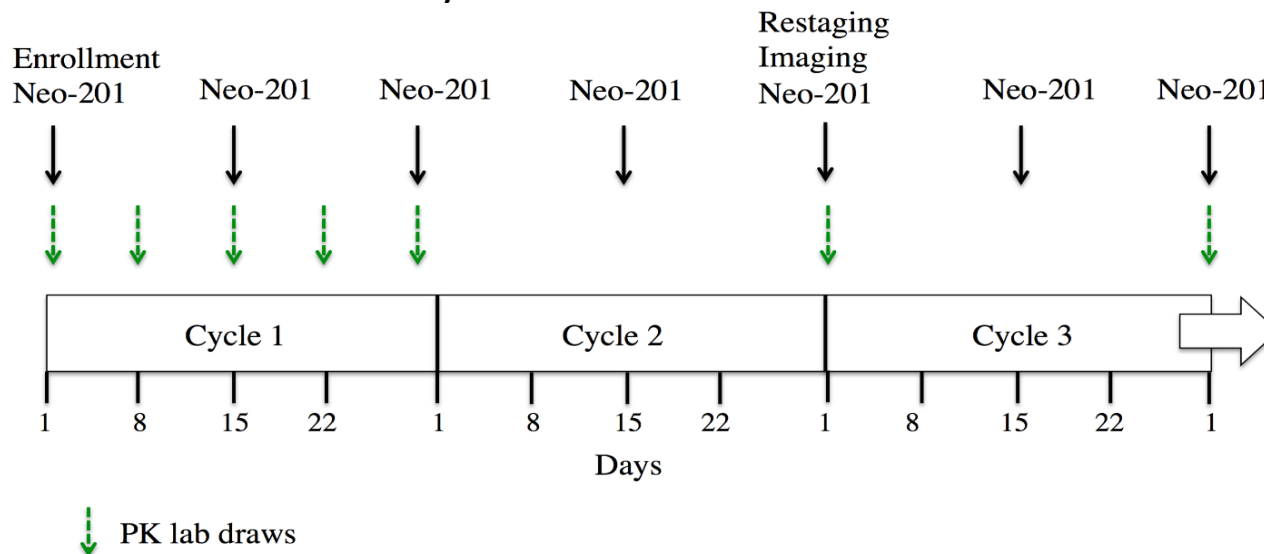 Restaging
Enrollment Imaging
Neo-201 Neo-201 Neo-201 Neo-201 Neo-201 Neo-201 Neo-201
Cycle 1 Cycle 2 Cycle 3
1 8 15 22 1 8 15 22 1 8 15 22 1
Days
PK lab draws